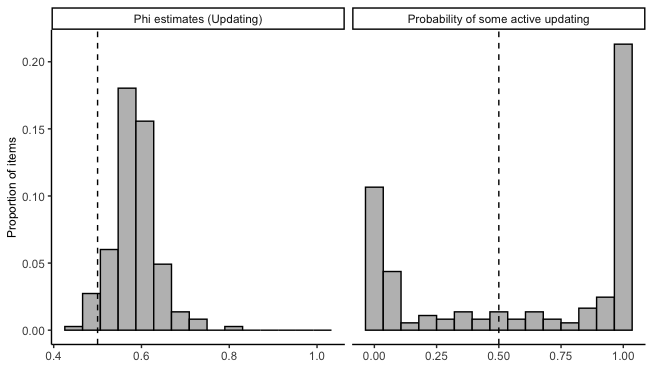 Phi estimates (Updating)
Probability of some active updating
Proportion of items
0.20
0.15
0.10
0.05
0.00
0.4 0.6 0.8 1.0
0.00 0.25 0.50 0.75 1.00